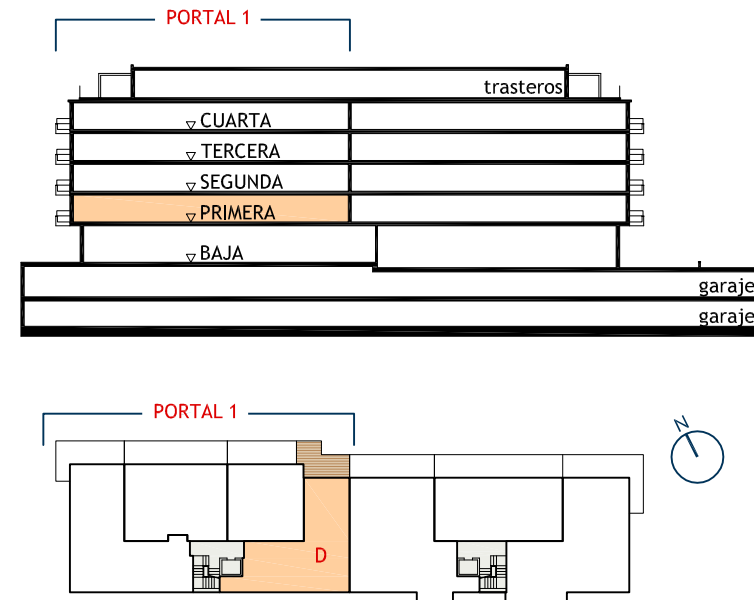 PORTAL 1
trasteros
CUARTA
TERCERA
SEGUNDA
PRIMERA
BAJA
garaje
garaje
PORTAL 1
N
D